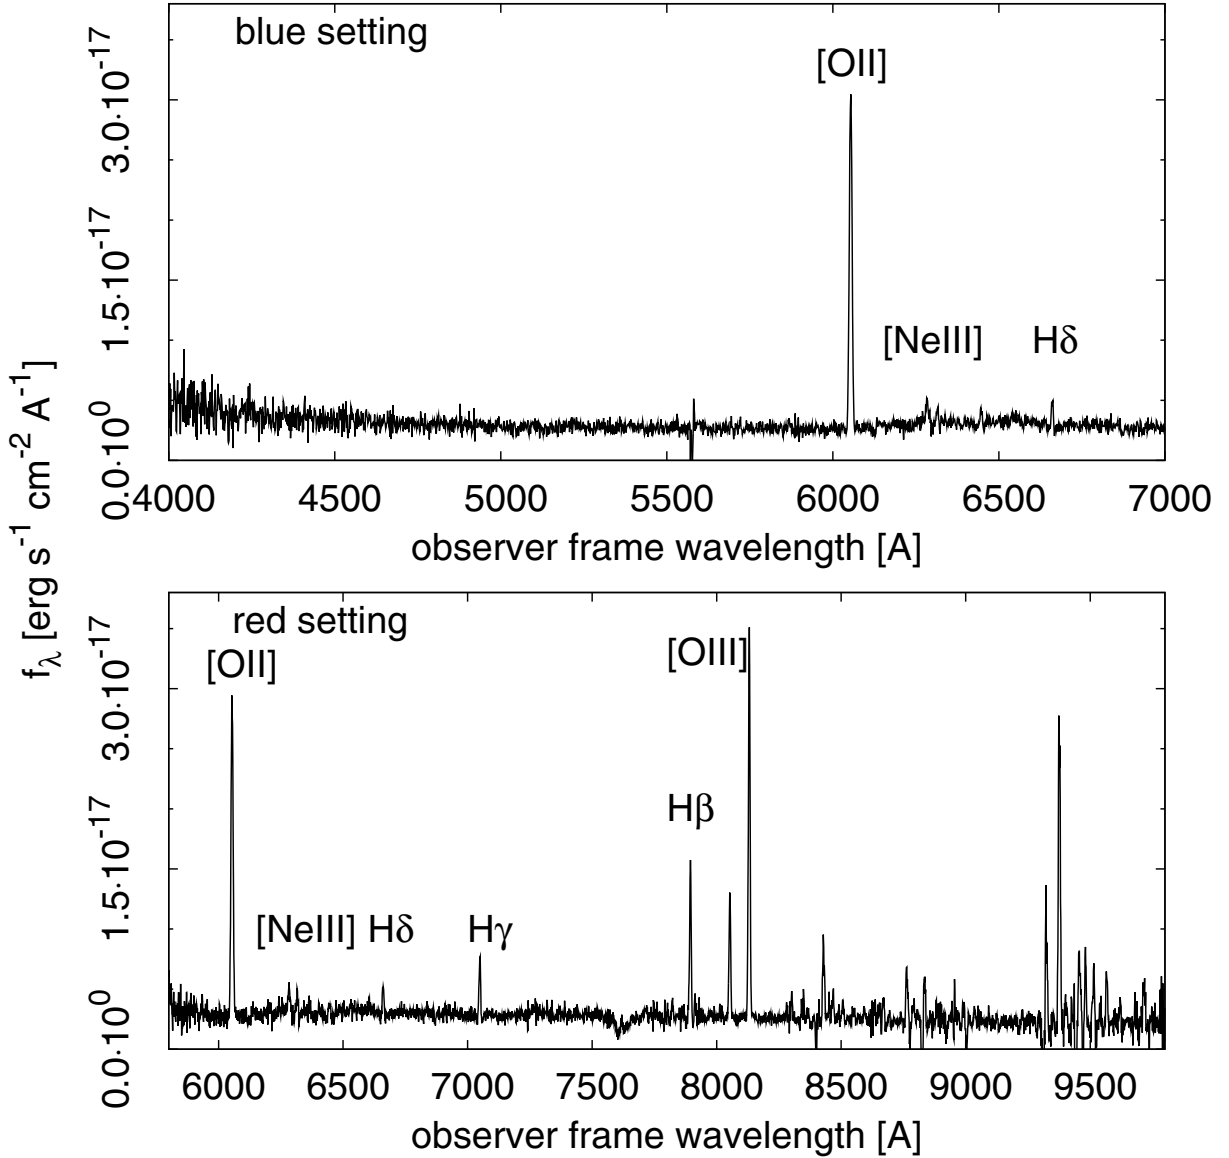 blue setting
[OII]
[NeIII] Hδ
3.0·10⁻¹⁷
1.5·10⁻¹⁷
0.0·10⁰
4000 4500 5000 5500 6000 6500 7000
observer frame wavelength [A]
f_λ [erg s⁻¹ cm⁻² A⁻¹]
red setting
[OII]
[OIII]
Hβ
[NeIII] Hδ Hγ
3.0·10⁻¹⁷
1.5·10⁻¹⁷
0.0·10⁰
6000 6500 7000 7500 8000 8500 9000 9500
observer frame wavelength [A]